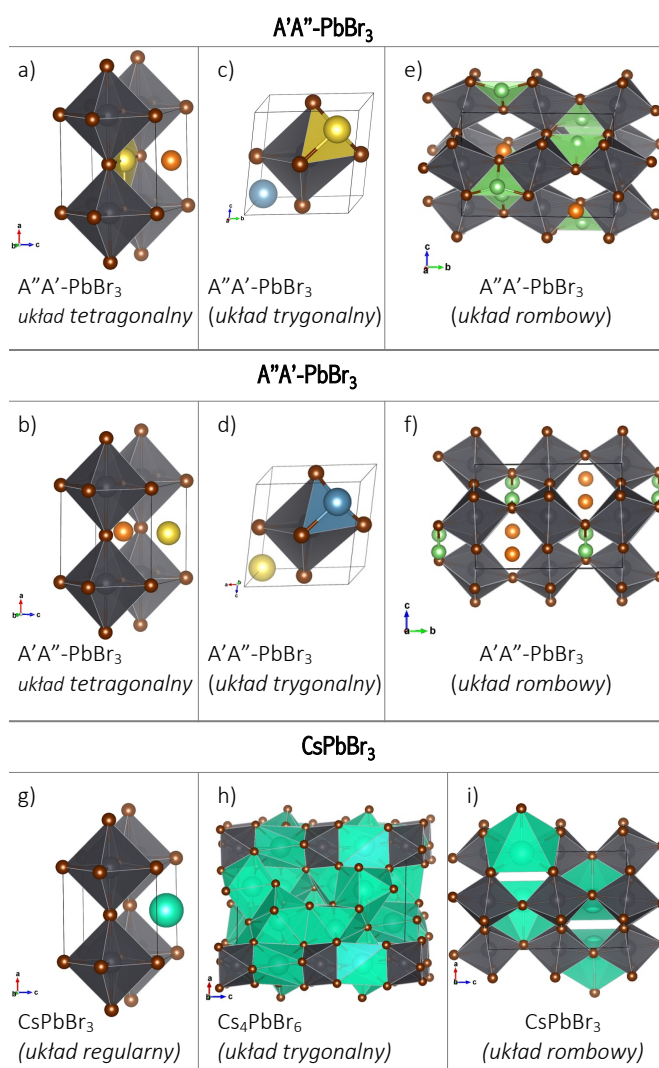 A’A’’-PbBr₃
a)
c)
e)
a
b
c
c
a
b
c
a
b
A’’A’-PbBr₃
układ tetragonalny
A’’A’-PbBr₃
(układ trygonalny)
A’’A’-PbBr₃
(układ rombowy)
A’’A’-PbBr₃
b)
d)
f)
a
b
c
a
b
c
c
a
b
A’A’’-PbBr₃
układ tetragonalny
A’A’’-PbBr₃
(układ trygonalny)
A’A’’-PbBr₃
(układ rombowy)
CsPbBr₃
g)
h)
i)
a
b
c
a
b
c
a
b
c
CsPbBr₃
(układ regularny)
Cs₄PbBr₆
(układ trygonalny)
CsPbBr₃
(układ rombowy)